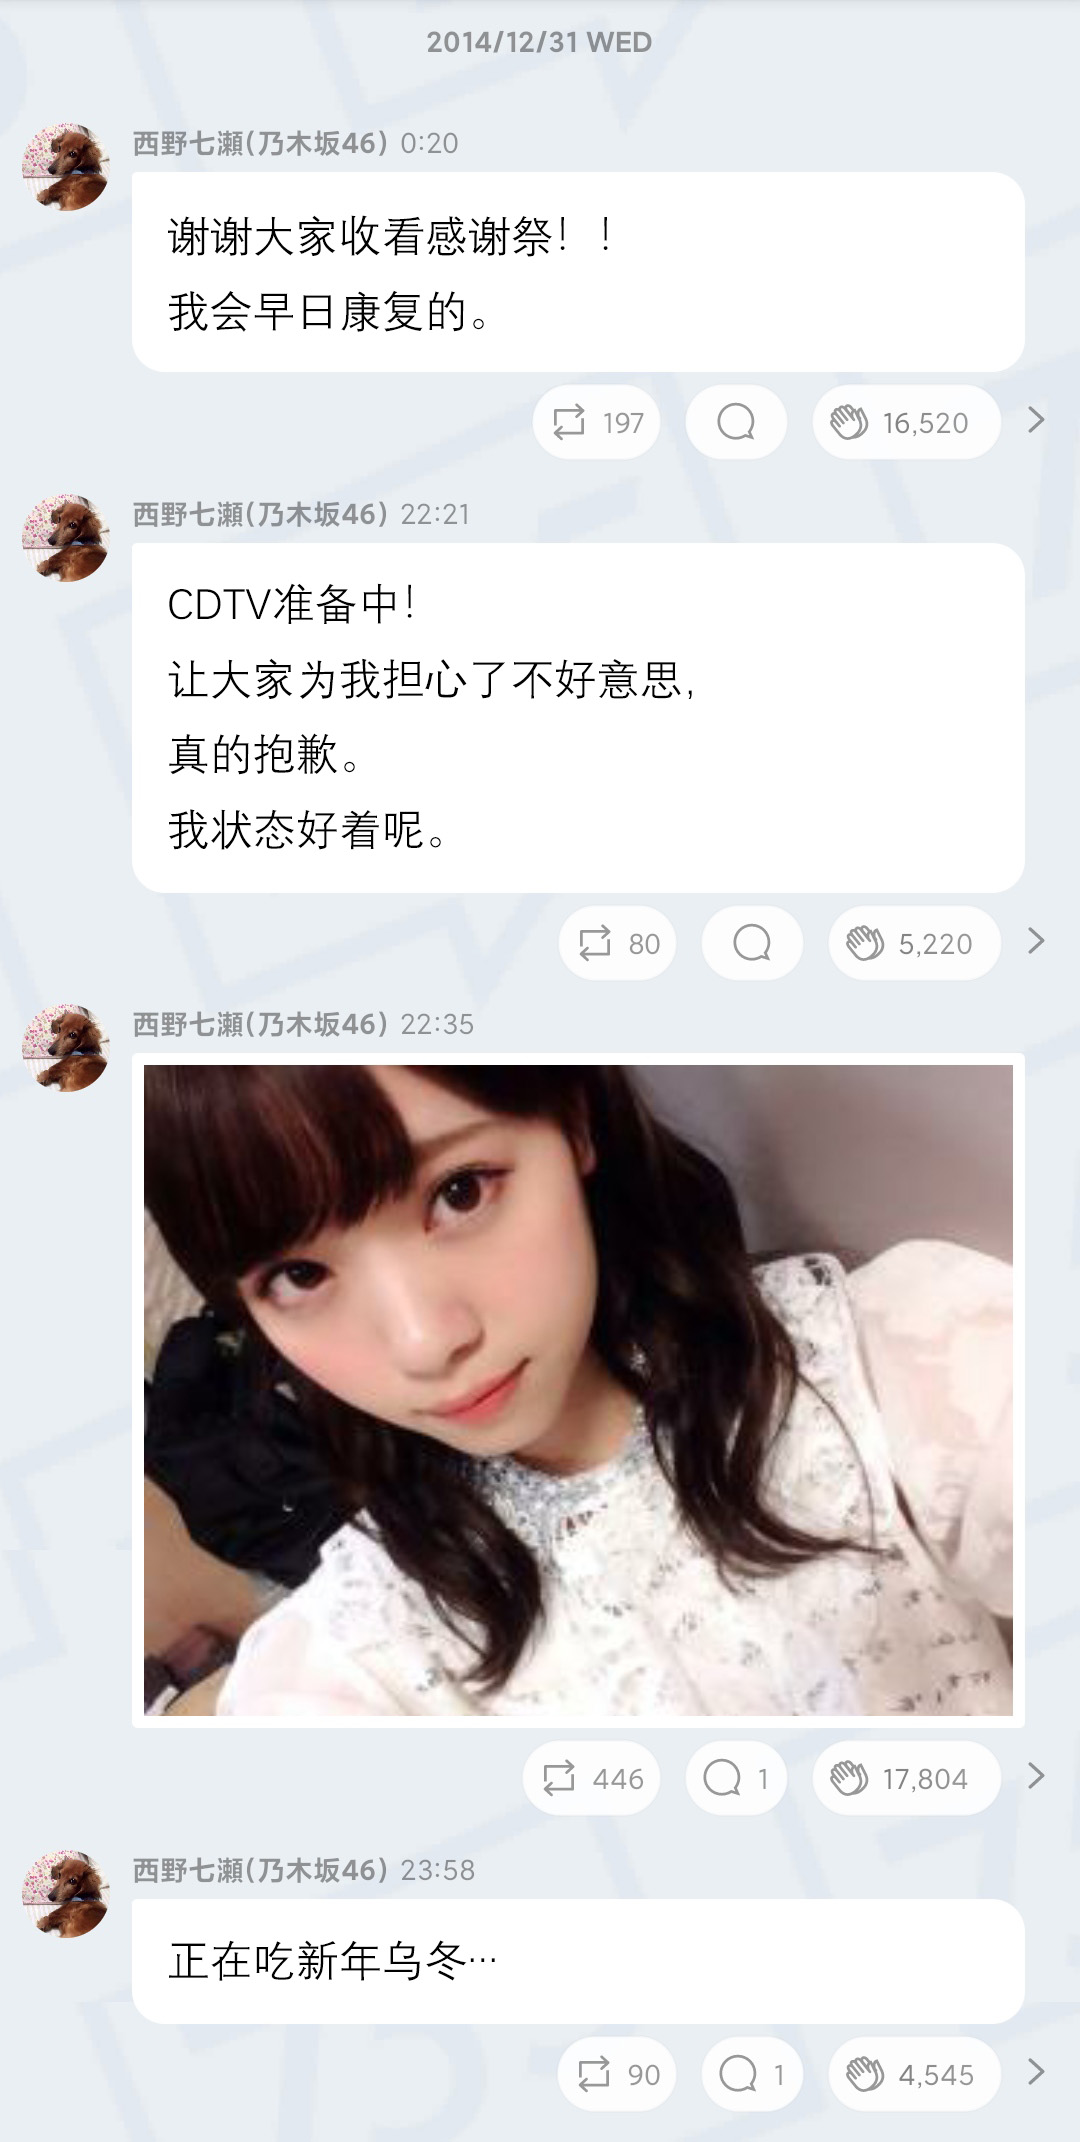 2014/12/31 WED
西野七瀬(乃木坂46) 0:20
谢谢大家收看感谢祭！！
我会早日康复的。
197
16,520
西野七瀬(乃木坂46) 22:21
CDTV准备中！
让大家为我担心了不好意思，
真的抱歉。
我状态好着呢。
80
5,220
西野七瀬(乃木坂46) 22:35
446
1
17,804
西野七瀬(乃木坂46) 23:58
正在吃新年乌冬…
90
1
4,545